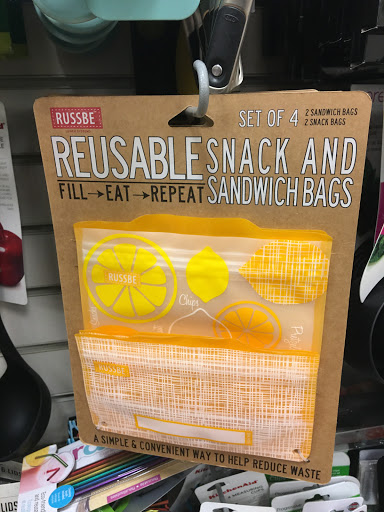 RUSSBE
SET OF 4
2 SANDWICH BAGS
2 SNACK BAGS
REUSABLE SNACK AND
FILL→EAT→REPEAT SANDWICH BAGS
RUSSBE
Chips
RUSSBE
A SIMPLE & CONVENIENT WAY TO HELP REDUCE WASTE
KitchenAid